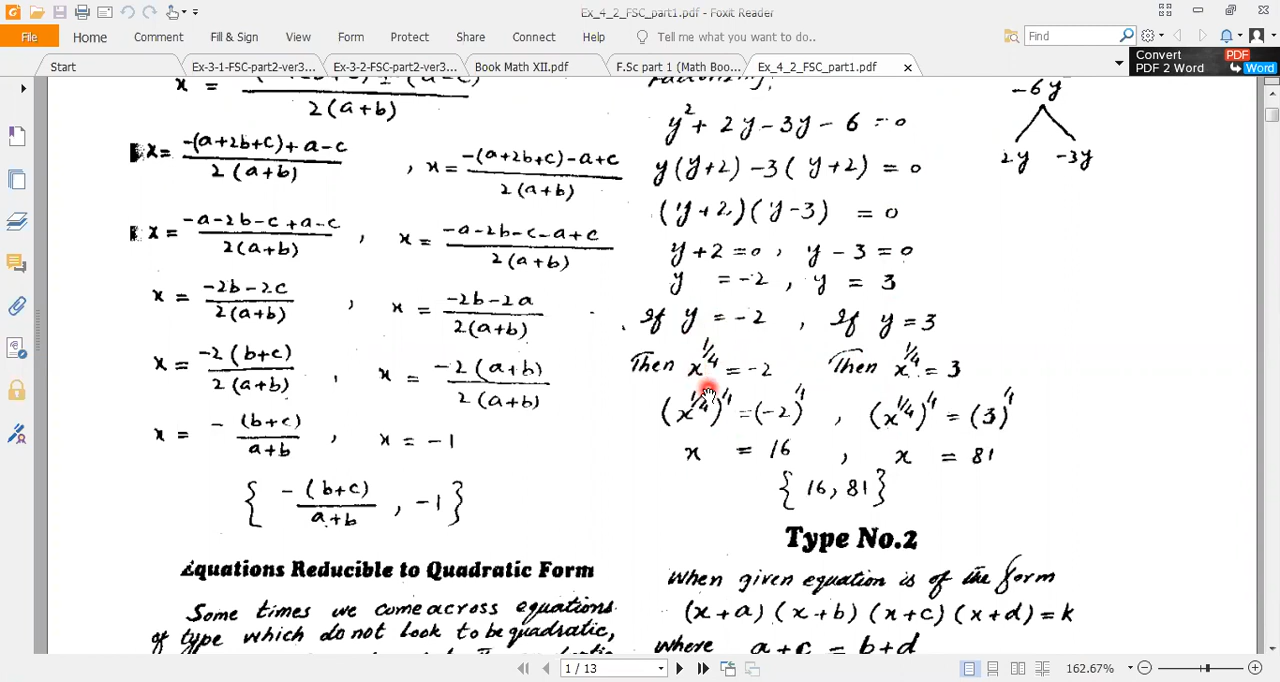 Ex_4_2_FSC_part1.pdf - Foxit Reader
File Home Comment Fill & Sign View Form Protect Share Connect Help Tell me what you want to do.. Find
Start Ex-3-1-FSC-part2-ver3... Ex-3-2-FSC-part2-ver3... Book Math pdf F.Sc part 1 (Math Boo... Ex_4_2_FSC_part1.pdf
Convert PDF
PDF 2 Word Word
x =
2(a+b)
x = -(a+2b+c)+a-c / 2(a+b) , x = -(a+2b+c)-a+c / 2(a+b)
x = -a-2b-c+a-c / 2(a+b) , x = -a-2b-c-a+c / 2(a+b)
x = -2b-2c / 2(a+b) , x = -2b-2a / 2(a+b)
x = -2(b+c) / 2(a+b) , x = -2(a+b) / 2(a+b)
x = - (b+c) / a+b , x = -1
{ -(b+c) / a+b , -1 }
Equations Reducible to Quadratic Form
Some times we come across equations
of type which do not look to be quadratic,
factorizing,
y² + 2y - 3y - 6 = 0
y(y+2) - 3(y+2) = 0
(y+2)(y-3) = 0
y+2 = 0, y-3 = 0
y = -2, y = 3
If y = -2 , If y = 3
Then x^1/4 = -2 Then x^1/4 = 3
(x^1/4)^4 = (-2)^4 , (x^1/4)^4 = (3)^4
x = 16 , x = 81
{16, 81}
Type No.2
When given equation is of the form
(x+a)(x+b)(x+c)(x+d) = k
where a+c = b+d
-6y
2y -3y
1 / 13
162.67%